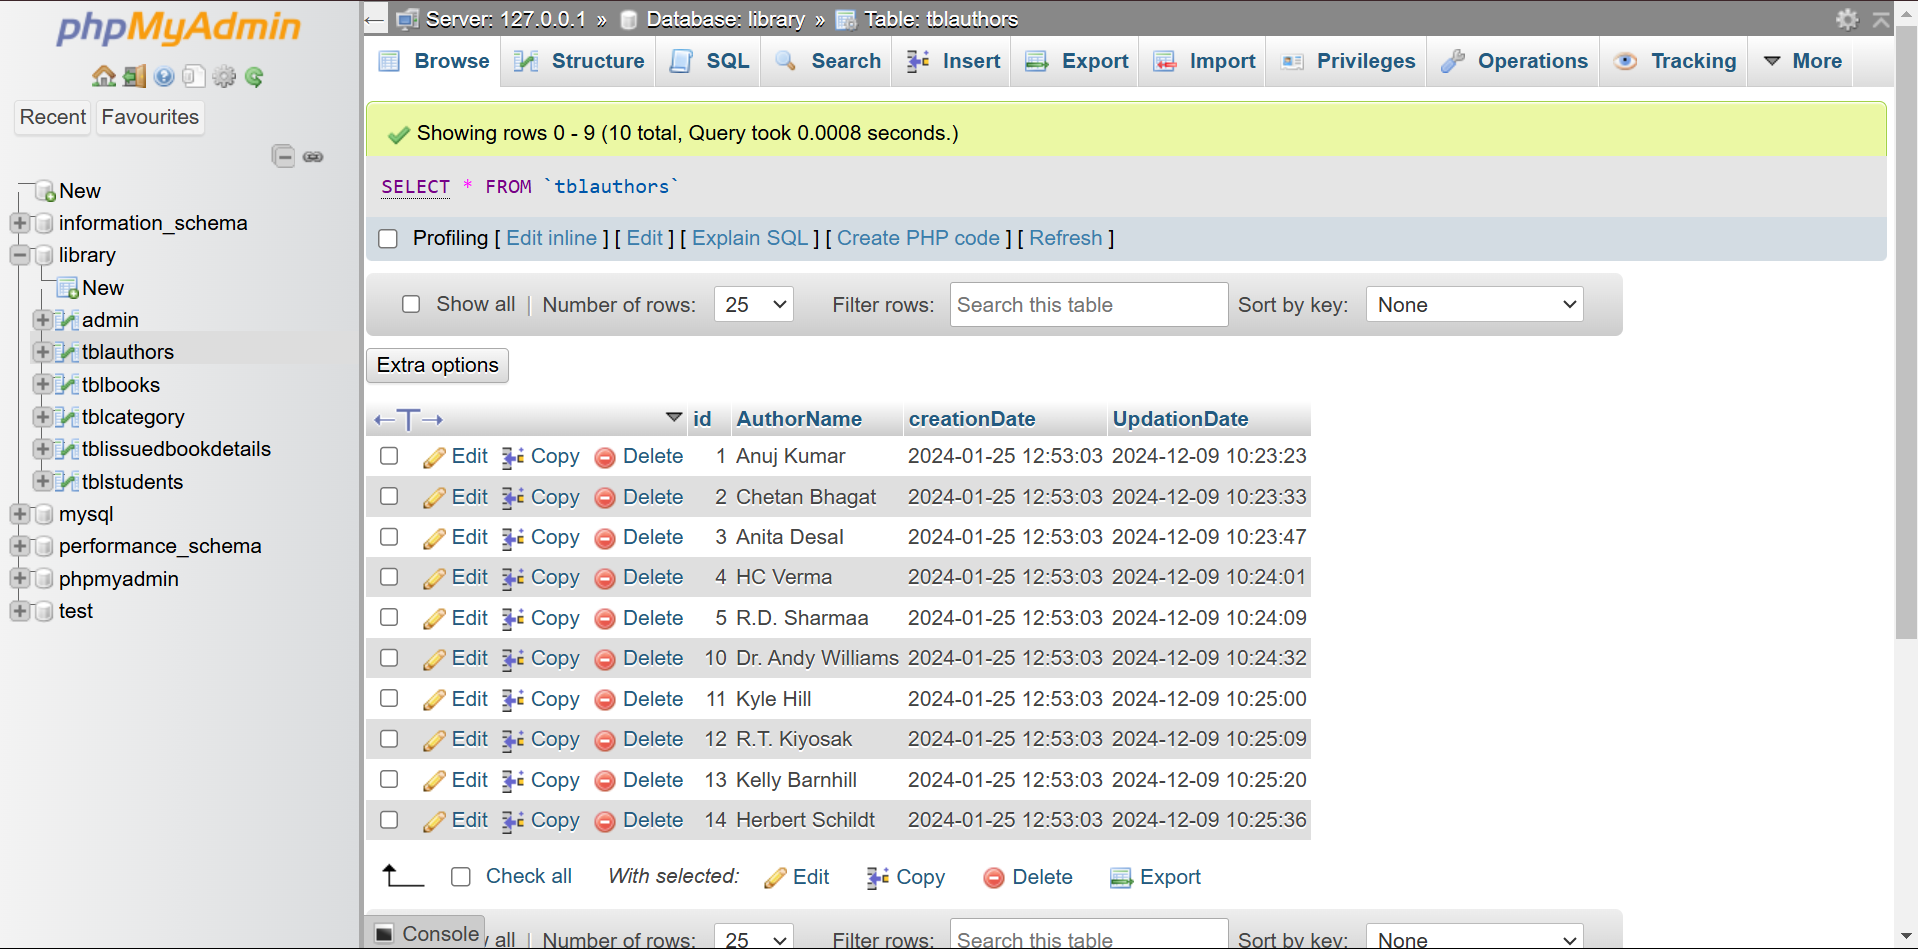 phpMyAdmin
Recent Favourites
New
information_schema
library
New
admin
tblauthors
tblbooks
tblcategory
tblissuedbookdetails
tblstudents
mysql
performance_schema
phpmyadmin
test
Server: 127.0.0.1 » Database: library » Table: tblauthors
Browse Structure SQL Search Insert Export Import Privileges Operations Tracking More
Showing rows 0 - 9 (10 total, Query took 0.0008 seconds.)
SELECT * FROM `tblauthors`
Profiling [ Edit inline ] [ Edit ] [ Explain SQL ] [ Create PHP code ] [ Refresh ]
Show all | Number of rows: 25 Filter rows: Search this table Sort by key: None
Extra options
←T→ id AuthorName creationDate UpdationDate
Edit Copy Delete 1 Anuj Kumar 2024-01-25 12:53:03 2024-12-09 10:23:23
Edit Copy Delete 2 Chetan Bhagat 2024-01-25 12:53:03 2024-12-09 10:23:33
Edit Copy Delete 3 Anita Desal 2024-01-25 12:53:03 2024-12-09 10:23:47
Edit Copy Delete 4 HC Verma 2024-01-25 12:53:03 2024-12-09 10:24:01
Edit Copy Delete 5 R.D. Sharmaa 2024-01-25 12:53:03 2024-12-09 10:24:09
Edit Copy Delete 10 Dr. Andy Williams 2024-01-25 12:53:03 2024-12-09 10:24:32
Edit Copy Delete 11 Kyle Hill 2024-01-25 12:53:03 2024-12-09 10:25:00
Edit Copy Delete 12 R.T. Kiyosak 2024-01-25 12:53:03 2024-12-09 10:25:09
Edit Copy Delete 13 Kelly Barnhill 2024-01-25 12:53:03 2024-12-09 10:25:20
Edit Copy Delete 14 Herbert Schildt 2024-01-25 12:53:03 2024-12-09 10:25:36
Check all With selected: Edit Copy Delete Export
Console all | Number of rows: 25 Filter rows: Search this table Sort by key: None